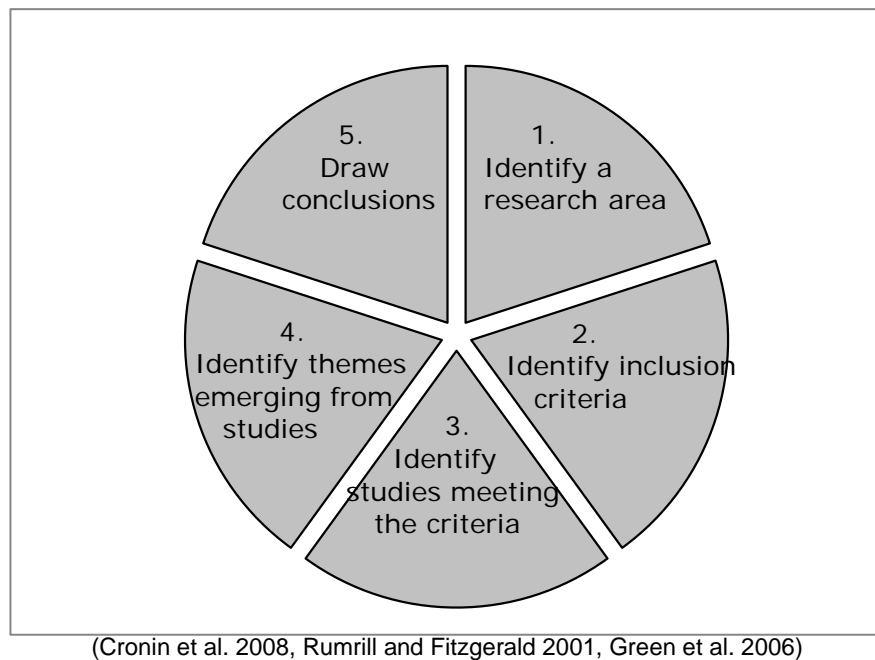 1.
Identify a
research area
2.
Identify inclusion
criteria
3.
Identify
studies meeting
the criteria
4.
Identify themes
emerging from
studies
5.
Draw
conclusions
(Cronin et al. 2008, Rumrill and Fitzgerald 2001, Green et al. 2006)